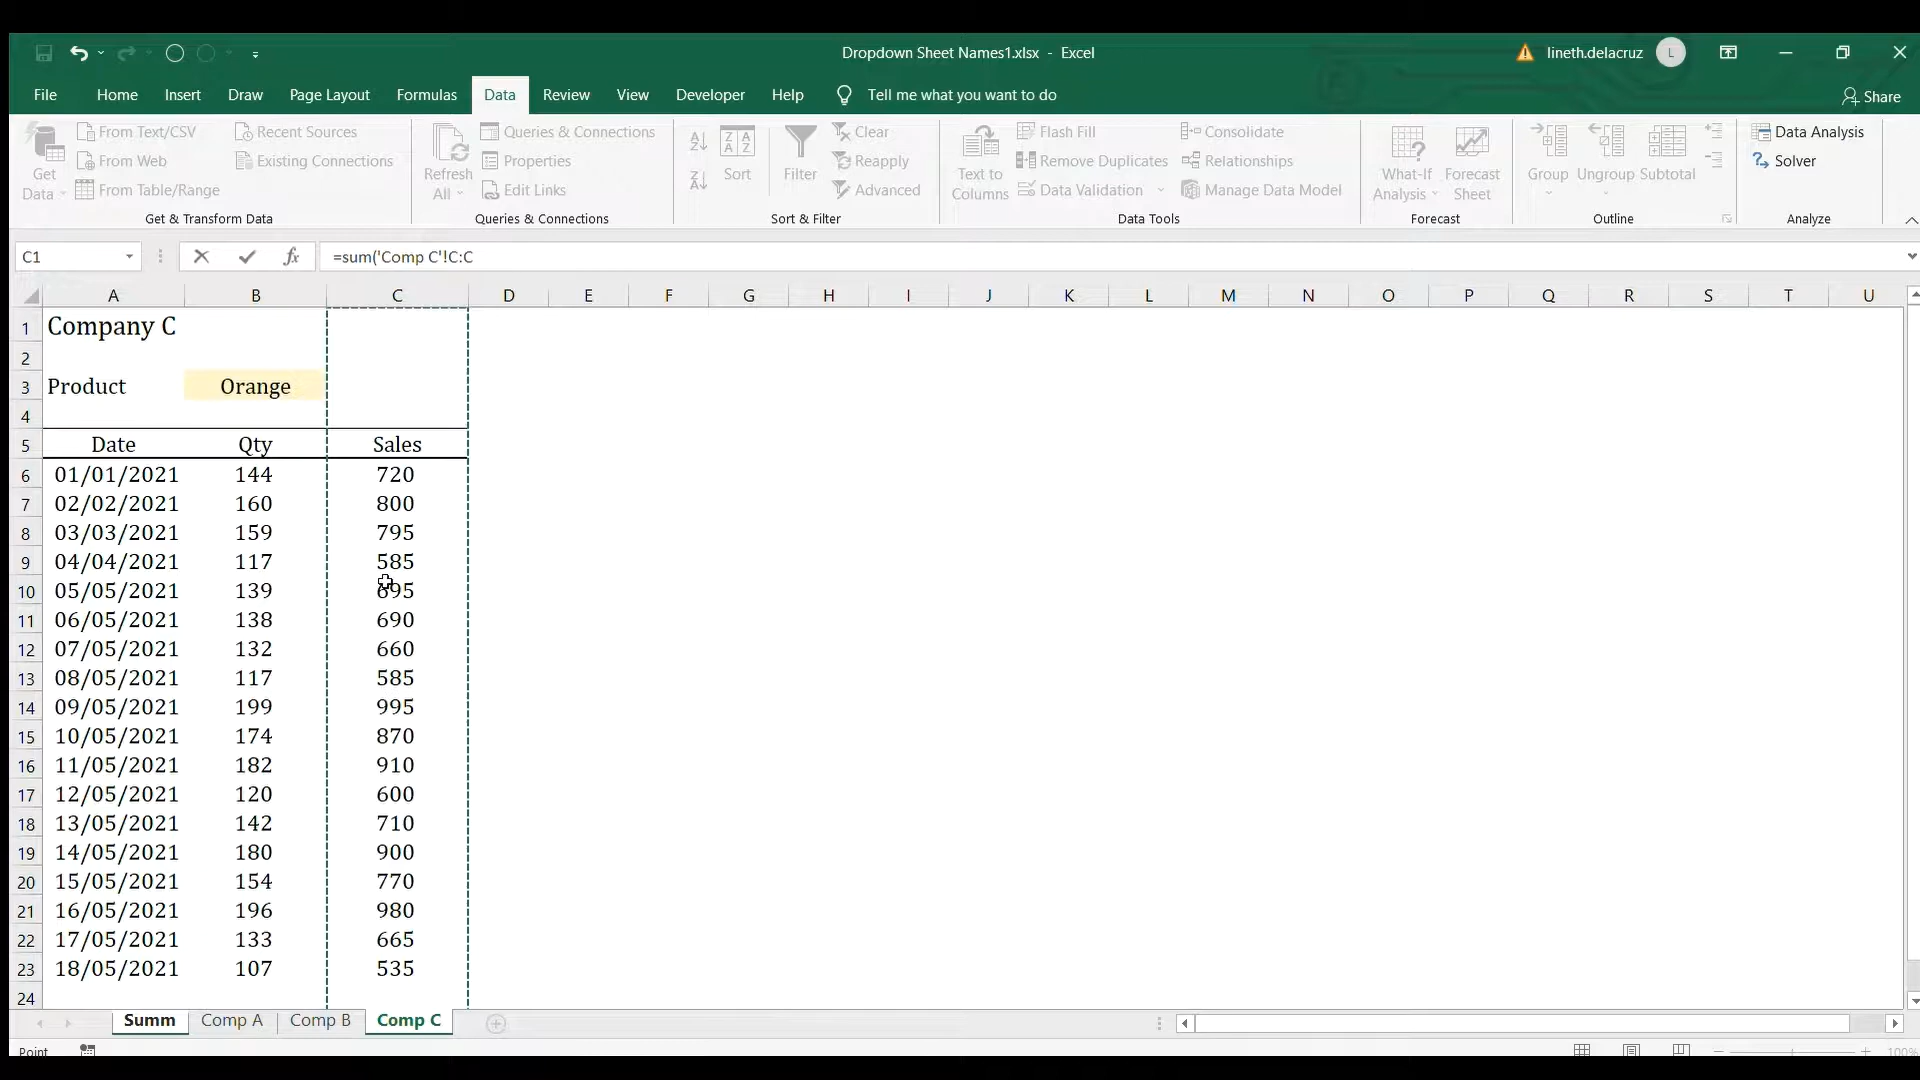 Dropdown Sheet Names1.xlsx - Excel
lineth.delacruz L
File Home Insert Draw Page Layout Formulas Data Review View Developer Help Tell me what you want to do Share
Get Data
From Text/CSV
From Web
From Table/Range
Recent Sources
Existing Connections
Get & Transform Data
Refresh All
Queries & Connections
Properties
Edit Links
Queries & Connections
Sort
Filter
Clear
Reapply
Advanced
Sort & Filter
Text to Columns
Flash Fill
Remove Duplicates
Data Validation
Consolidate
Relationships
Manage Data Model
Data Tools
What-If Analysis
Forecast Sheet
Forecast
Group
Ungroup
Subtotal
Outline
Data Analysis
Solver
Analyze
C1 fx =sum('Comp C'!C:C
A B C D E F G H I J K L M N O P Q R S T U
1 Company C
2
3 Product Orange
4
5 Date Qty Sales
6 01/01/2021 144 720
7 02/02/2021 160 800
8 03/03/2021 159 795
9 04/04/2021 117 585
10 05/05/2021 139 695
11 06/05/2021 138 690
12 07/05/2021 132 660
13 08/05/2021 117 585
14 09/05/2021 199 995
15 10/05/2021 174 870
16 11/05/2021 182 910
17 12/05/2021 120 600
18 13/05/2021 142 710
19 14/05/2021 180 900
20 15/05/2021 154 770
21 16/05/2021 196 980
22 17/05/2021 133 665
23 18/05/2021 107 535
24
Summ Comp A Comp B Comp C
Point 100%